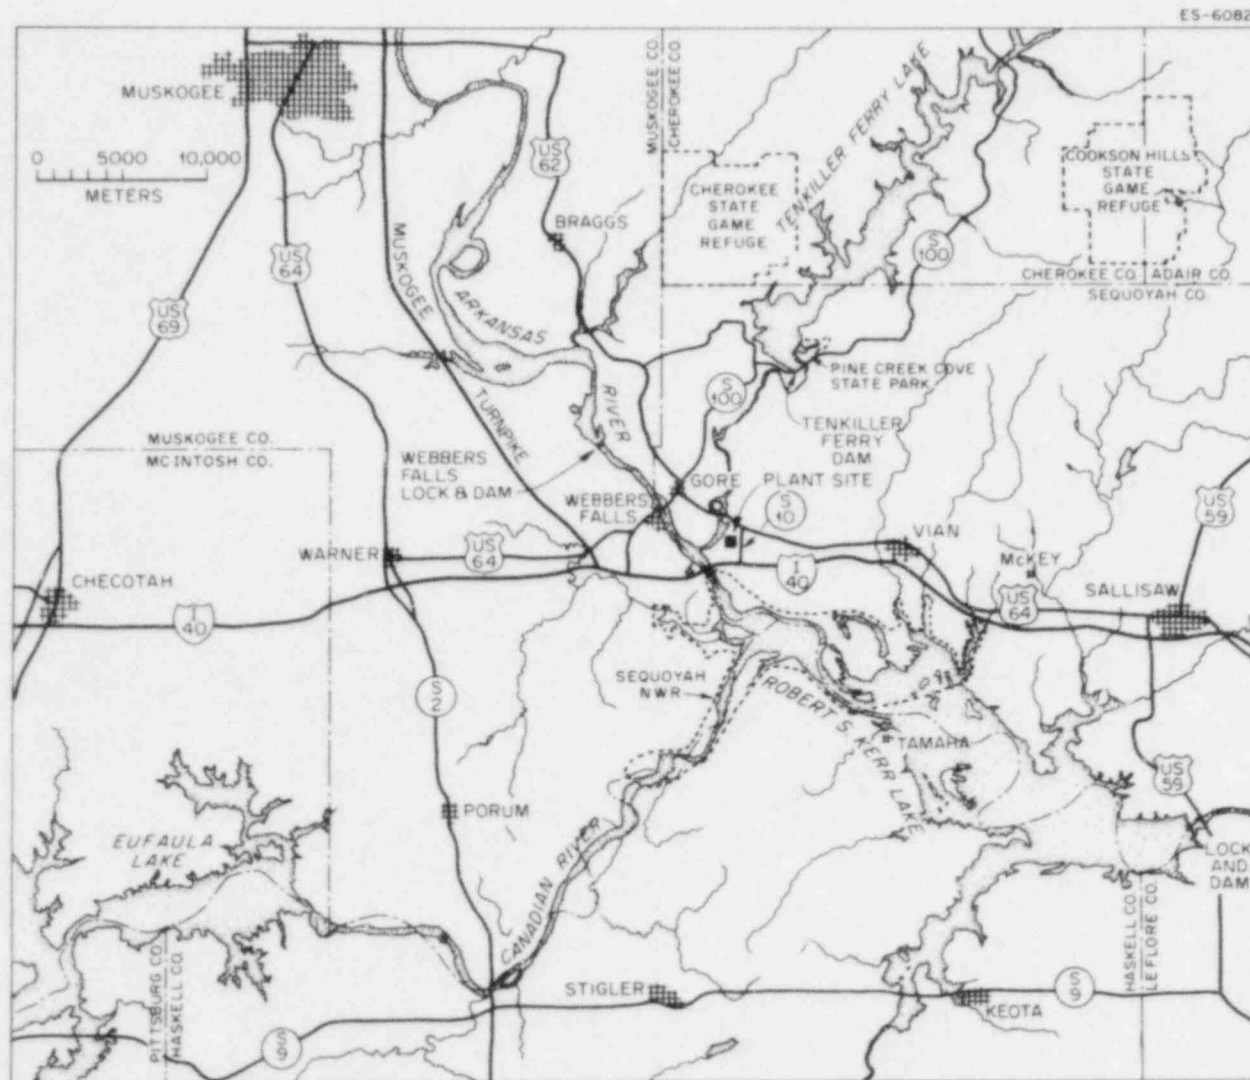 ES-6082
MUSKOGEE
0 5000 10,000
METERS
US
62
MUSKOGEE CO.
CHEROKEE CO.
TENKILLER FERRY LAKE
CHEROKEE
STATE
GAME
REFUGE
COOKSON HILLS
STATE
GAME
REFUGE
BRAGGS
S
100
CHEROKEE CO.
ADAIR CO.
SEQUOYAH CO.
US
64
US
69
MUSKOGEE
TURNPIKE
ARKANSAS
RIVER
PINE CREEK COVE
STATE PARK
S
100
TENKILLER
FERRY
DAM
MUSKOGEE CO.
MCINTOSH CO.
WEBBERS
FALLS
LOCK & DAM
GORE
PLANT SITE
WEBBERS
FALLS
S
10
US
59
VIAN
WARNER
US
64
McKEY
CHECOTAH
I
40
US
64
SALLISAW
I
40
SEQUOYAH
NWR
S
2
ROBERT S. KERR LAKE
TAMAHA
US
59
PORUM
EUFAULA
LAKE
CANADIAN RIVER
LOCK
AND
DAM
PITTSBURG CO.
HASKELL CO.
HASKELL CO.
LE FLORE CO.
STIGLER
S
9
KEOTA
S
9